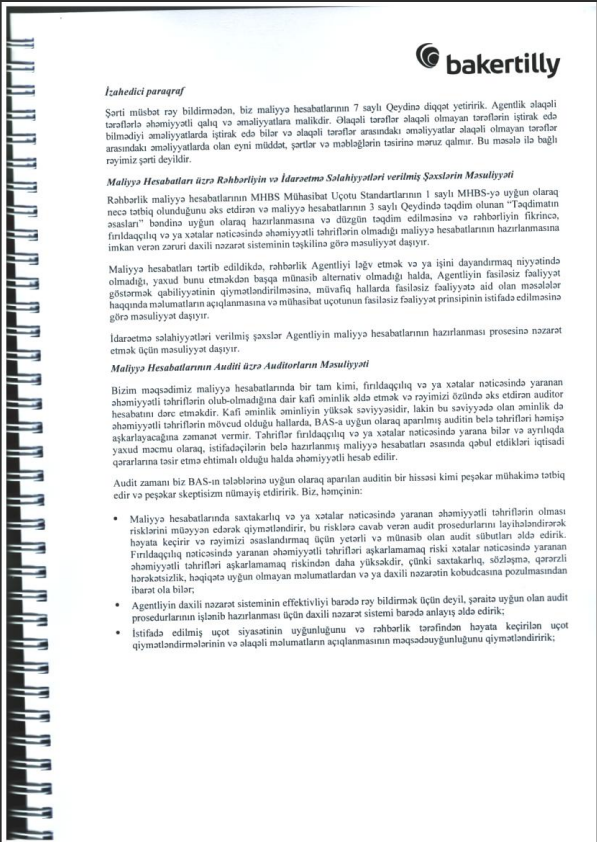 bakertilly
İzahedici paraqraf
Şərti müsbət rəy bildirmədən, biz maliyyə hesabatlarının 7 saylı Qeydinə diqqət yetiririk. Agentlik əlaqəli
tərəflərlə əhəmiyyətli qalıq və əməliyyatlara malikdir. Əlaqəli tərəflər əlaqəli olmayan tərəflərin iştirak edə
bilmədiyi əməliyyatlarda iştirak edə bilər və əlaqəli tərəflər arasındakı əməliyyatlar əlaqəli olmayan tərəflər
arasındakı əməliyyatlarda olan eyni müddət, şərtlər və məbləğlərin təsirinə məruz qalmır. Bu məsələ ilə bağlı
rəyimiz şərti deyildir.
Maliyyə Hesabatları üzrə Rəhbərliyin və İdarəetmə Səlahiyyətləri verilmiş Şəxslərin Məsuliyyəti
Rəhbərlik maliyyə hesabatlarının MHBS Mühasibat Uçotu Standartlarının 1 saylı MHBS-yə uyğun olaraq
necə tətbiq olunduğunu əks etdirən və maliyyə hesabatlarının 3 saylı Qeydində təqdim olunan “Təqdimatın
əsasları” bəndinə uyğun olaraq hazırlanmasına və düzgün təqdim edilməsinə və rəhbərliyin fikrincə,
fırıldaqçılıq və ya xətalar nəticəsində əhəmiyyətli təhriflərin olmadığı maliyyə hesabatlarının hazırlanmasına
imkan verən zəruri daxili nəzarət sisteminin təşkilinə görə məsuliyyət daşıyır.
Maliyyə hesabatları tərtib edildikdə, rəhbərlik Agentliyi ləğv etmək və ya işini dayandırmaq niyyətində
olmadığı, yaxud bunu etməkdən başqa münasib alternativ olmadığı halda, Agentliyin fasiləsiz fəaliyyət
göstərmək qabiliyyətinin qiymətləndirilməsinə, müvafiq hallarda fasiləsiz fəaliyyətə aid olan məsələlər
haqqında məlumatların açıqlanmasına və mühasibat uçotunun fasiləsiz fəaliyyət prinsipinin istifadə edilməsinə
görə məsuliyyət daşıyır.
İdarəetmə səlahiyyətləri verilmiş şəxslər Agentliyin maliyyə hesabatlarının hazırlanması prosesinə nəzarət
etmək üçün məsuliyyət daşıyır.
Maliyyə Hesabatlarının Auditi üzrə Auditorların Məsuliyyəti
Bizim məqsədimiz maliyyə hesabatlarında bir tam kimi, fırıldaqçılıq və ya xətalar nəticəsində yaranan
əhəmiyyətli təhriflərin olub-olmadığına dair kafi əminlik əldə etmək və rəyimizi özündə əks etdirən auditor
hesabatını dərc etməkdir. Kafi əminlik əminliyin yüksək səviyyəsidir, lakin bu səviyyədə olan əminlik də
əhəmiyyətli təhriflərin mövcud olduğu hallarda, BAS-a uyğun olaraq aparılmış auditin belə təhrifləri həmişə
aşkarlayacağına zəmanət vermir. Təhriflər fırıldaqçılıq və ya xətalar nəticəsində yarana bilər və ayrılıqda
yaxud məcmu olaraq, istifadəçilərin belə hazırlanmış maliyyə hesabatları əsasında qəbul etdikləri iqtisadi
qərarlarına təsir etmə ehtimalı olduğu halda əhəmiyyətli hesab edilir.
Audit zamanı biz BAS-ın tələblərinə uyğun olaraq aparılan auditin bir hissəsi kimi peşəkar mühakimə tətbiq
edir və peşəkar skeptisizm nümayiş etdiririk. Biz, həmçinin:
• Maliyyə hesabatlarında saxtakarlıq və ya xətalar nəticəsində yaranan əhəmiyyətli təhriflərin olması
risklərini müəyyən edərək qiymətləndirir, bu risklərə cavab verən audit prosedurlarını layihələndirərək
həyata keçirir və rəyimizi əsaslandırmaq üçün yetərli və münasib olan audit sübutları əldə edirik.
Fırıldaqçılıq nəticəsində yaranan əhəmiyyətli təhrifləri aşkarlamamaq riski xətalar nəticəsində yaranan
əhəmiyyətli təhrifləri aşkarlamamaq riskindən daha yüksəkdir, çünki saxtakarlıq, sözləşmə, qərərzli
hərəkətsizlik, həqiqətə uyğun olmayan məlumatlardan və ya daxili nəzarətin kobudcasına pozulmasından
ibarət ola bilər;
• Agentliyin daxili nəzarət sisteminin effektivliyi barədə rəy bildirmək üçün deyil, şəraitə uyğun olan audit
prosedurlarının işlənib hazırlanması üçün daxili nəzarət sistemi barədə anlayış əldə edirik;
• İstifadə edilmiş uçot siyasətinin uyğunluğunu və rəhbərlik tərəfindən həyata keçirilən uçot
qiymətləndirmələrinin və əlaqəli məlumatların açıqlanmasının məqsədəuyğunluğunu qiymətləndiririk;